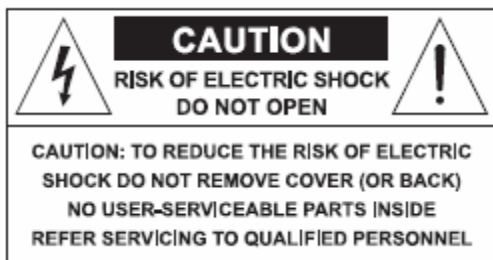 CAUTION
RISK OF ELECTRIC SHOCK
DO NOT OPEN
CAUTION: TO REDUCE THE RISK OF ELECTRIC
SHOCK DO NOT REMOVE COVER (OR BACK)
NO USER-SERVICEABLE PARTS INSIDE
REFER SERVICING TO QUALIFIED PERSONNEL